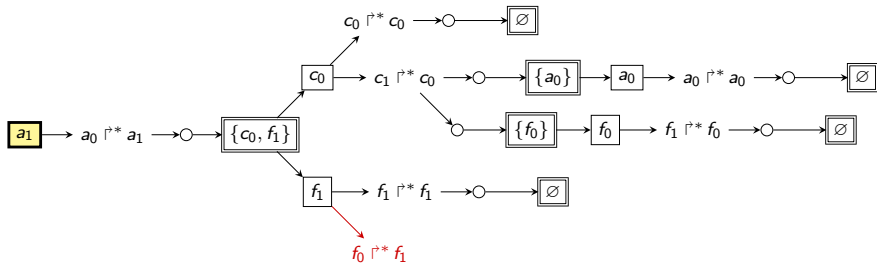 c₀ ↱* c₀ ∅
c₀ c₁ ↱* c₀ {a₀} a₀ a₀ ↱* a₀ ∅
a₁ a₀ ↱* a₁ {c₀, f₁} {f₀} f₀ f₁ ↱* f₀ ∅
f₁ f₁ ↱* f₁ ∅
f₀ ↱* f₁